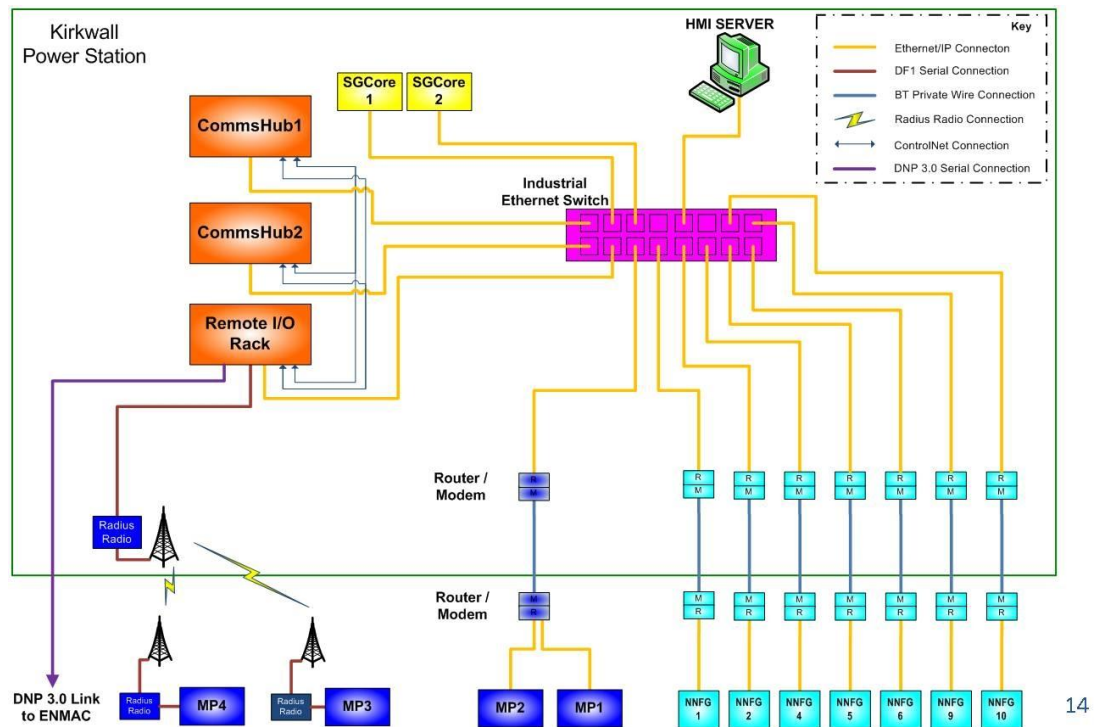 Kirkwall
Power Station
HMI SERVER
Key
Ethernet/IP Connecton
DF1 Serial Connection
BT Private Wire Connection
Radius Radio Connection
ControlNet Connection
DNP 3.0 Serial Connection
SGCore
1
SGCore
2
CommsHub1
Industrial
Ethernet Switch
CommsHub2
Remote I/O
Rack
Router /
Modem
R
M
R
M
R
M
R
M
R
M
R
M
R
M
R
M
Radius
Radio
Router /
Modem
M
R
M
R
M
R
M
R
M
R
M
R
M
R
M
R
DNP 3.0 Link
to ENMAC
Radius
Radio
MP4
Radius
Radio
MP3
MP2
MP1
NNFG
1
NNFG
2
NNFG
4
NNFG
5
NNFG
6
NNFG
9
NNFG
10
14